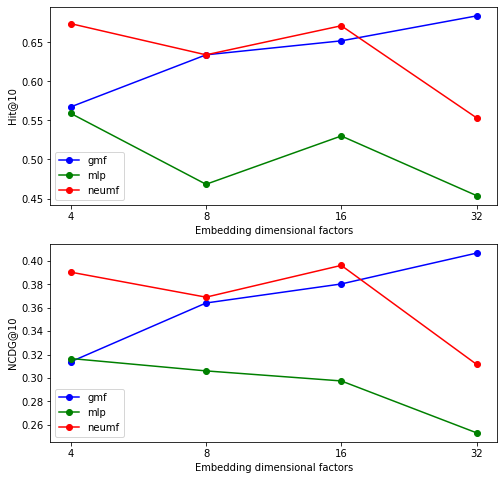 Hit@10
0.65
0.60
0.55
0.50
0.45
gmf
mlp
neumf
4
8
16
32
Embedding dimensional factors
NCDG@10
0.40
0.38
0.36
0.34
0.32
0.30
0.28
0.26
gmf
mlp
neumf
4
8
16
32
Embedding dimensional factors